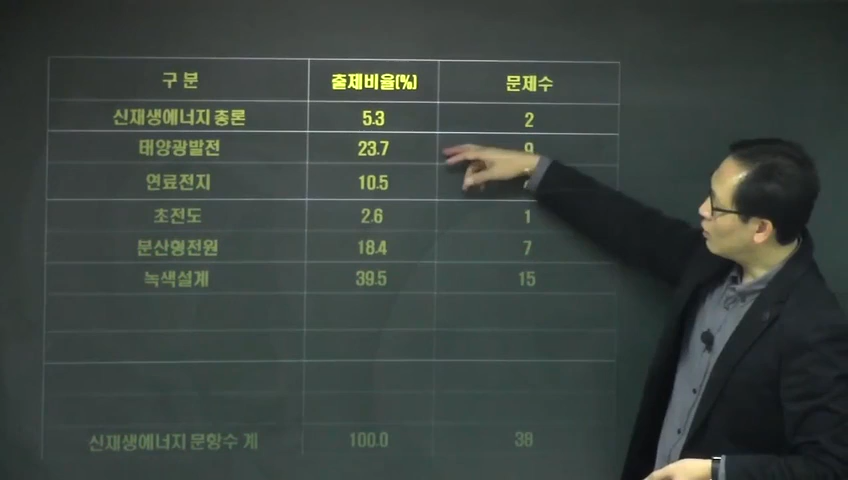 구 분 출제비율(%) 문제수
신재생에너지 총론 5.3 2
태양광발전 23.7 9
연료전지 10.5
초전도 2.6 1
분산형전원 18.4 7
녹색설계 39.5 15
신재생에너지 문항수 계 100.0 38